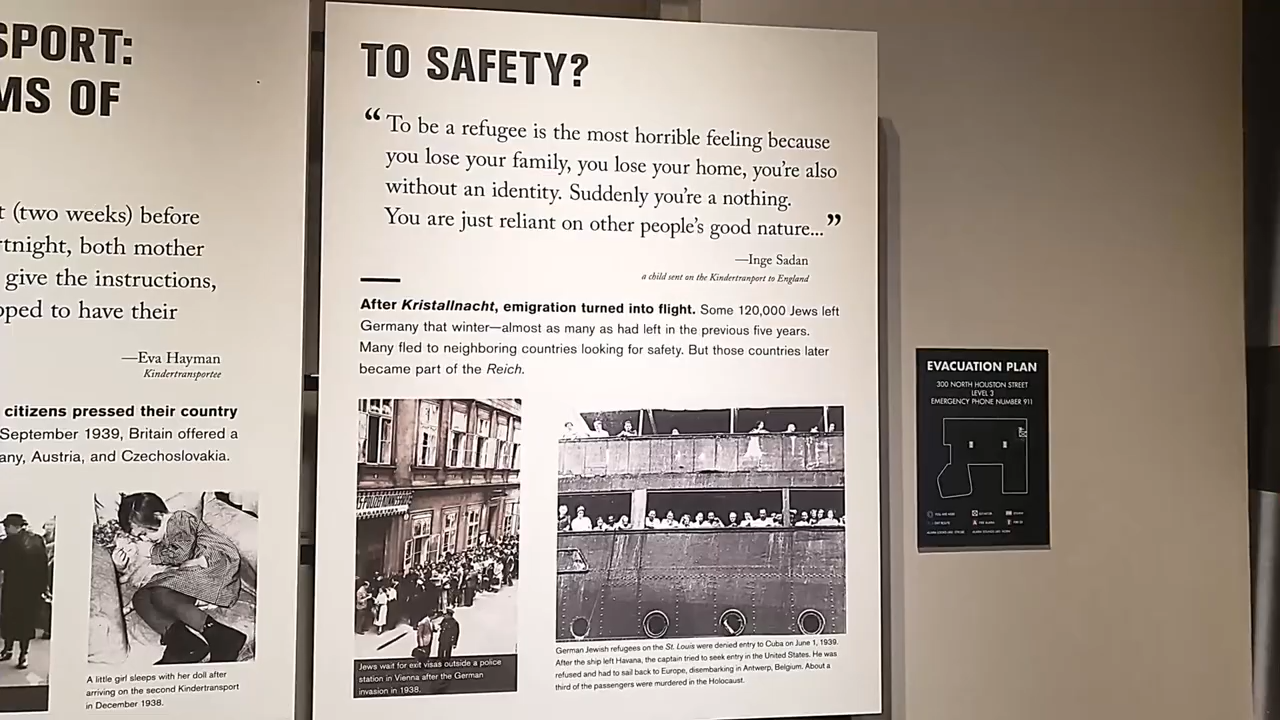 SPORT:
MS OF
t (two weeks) before
rtnight, both mother
give the instructions,
oped to have their
—Eva Hayman
Kindertransportee
citizens pressed their country
September 1939, Britain offered a
any, Austria, and Czechoslovakia.
A little girl sleeps with her doll after
arriving on the second Kindertransport
in December 1938.
TO SAFETY?
“To be a refugee is the most horrible feeling because
you lose your family, you lose your home, you’re also
without an identity. Suddenly you’re a nothing.
You are just reliant on other people’s good nature...”
—Inge Sadan
a child sent on the Kindertranport to England
After Kristallnacht, emigration turned into flight. Some 120,000 Jews left
Germany that winter—almost as many as had left in the previous five years.
Many fled to neighboring countries looking for safety. But those countries later
became part of the Reich.
Jews wait for exit visas outside a police
station in Vienna after the German
invasion in 1938.
German Jewish refugees on the St. Louis were denied entry to Cuba on June 1, 1939.
After the ship left Havana, the captain tried to seek entry in the United States. He was
refused and had to sail back to Europe, disembarking in Antwerp, Belgium. About a
third of the passengers were murdered in the Holocaust.
EVACUATION PLAN
300 NORTH HOUSTON STREET
LEVEL 3
EMERGENCY PHONE NUMBER 911